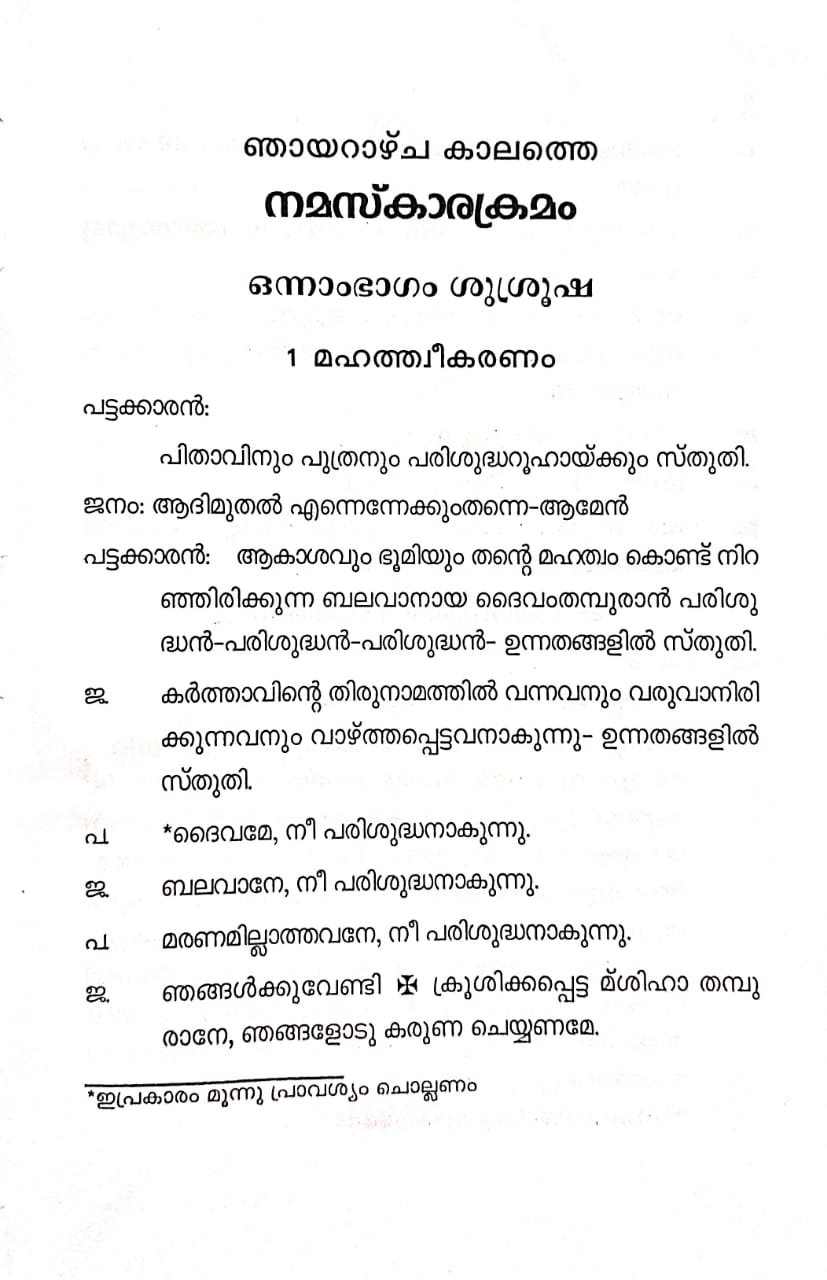 ഞായറാഴ്ച കാലത്തെ
നമസ്കാരക്രമം
ഒന്നാംഭാഗം ശുശ്രൂഷ
1 മഹത്ത്വീകരണം
പട്ടക്കാരൻ:
പിതാവിനും പുത്രനും പരിശുദ്ധറൂഹായ്ക്കും സ്തുതി.
ജനം: ആദിമുതൽ എന്നെന്നേക്കുംതന്നെ-ആമേൻ
പട്ടക്കാരൻ: ആകാശവും ഭൂമിയും തന്റെ മഹത്വം കൊണ്ട് നിറ
ഞ്ഞിരിക്കുന്ന ബലവാനായ ദൈവംതമ്പുരാൻ പരിശു
ദ്ധൻ-പരിശുദ്ധൻ-പരിശുദ്ധൻ- ഉന്നതങ്ങളിൽ സ്തുതി.
ജ. കർത്താവിന്റെ തിരുനാമത്തിൽ വന്നവനും വരുവാനിരി
ക്കുന്നവനും വാഴ്ത്തപ്പെട്ടവനാകുന്നു- ഉന്നതങ്ങളിൽ
സ്തുതി.
പ. *ദൈവമേ, നീ പരിശുദ്ധനാകുന്നു.
ജ. ബലവാനേ, നീ പരിശുദ്ധനാകുന്നു.
പ. മരണമില്ലാത്തവനേ, നീ പരിശുദ്ധനാകുന്നു.
ജ. ഞങ്ങൾക്കുവേണ്ടി ✠ ക്രൂശിക്കപ്പെട്ട മ്ശിഹാ തമ്പു
രാനേ, ഞങ്ങളോടു കരുണ ചെയ്യണമേ.
*ഇപ്രകാരം മൂന്നു പ്രാവശ്യം ചൊല്ലണം